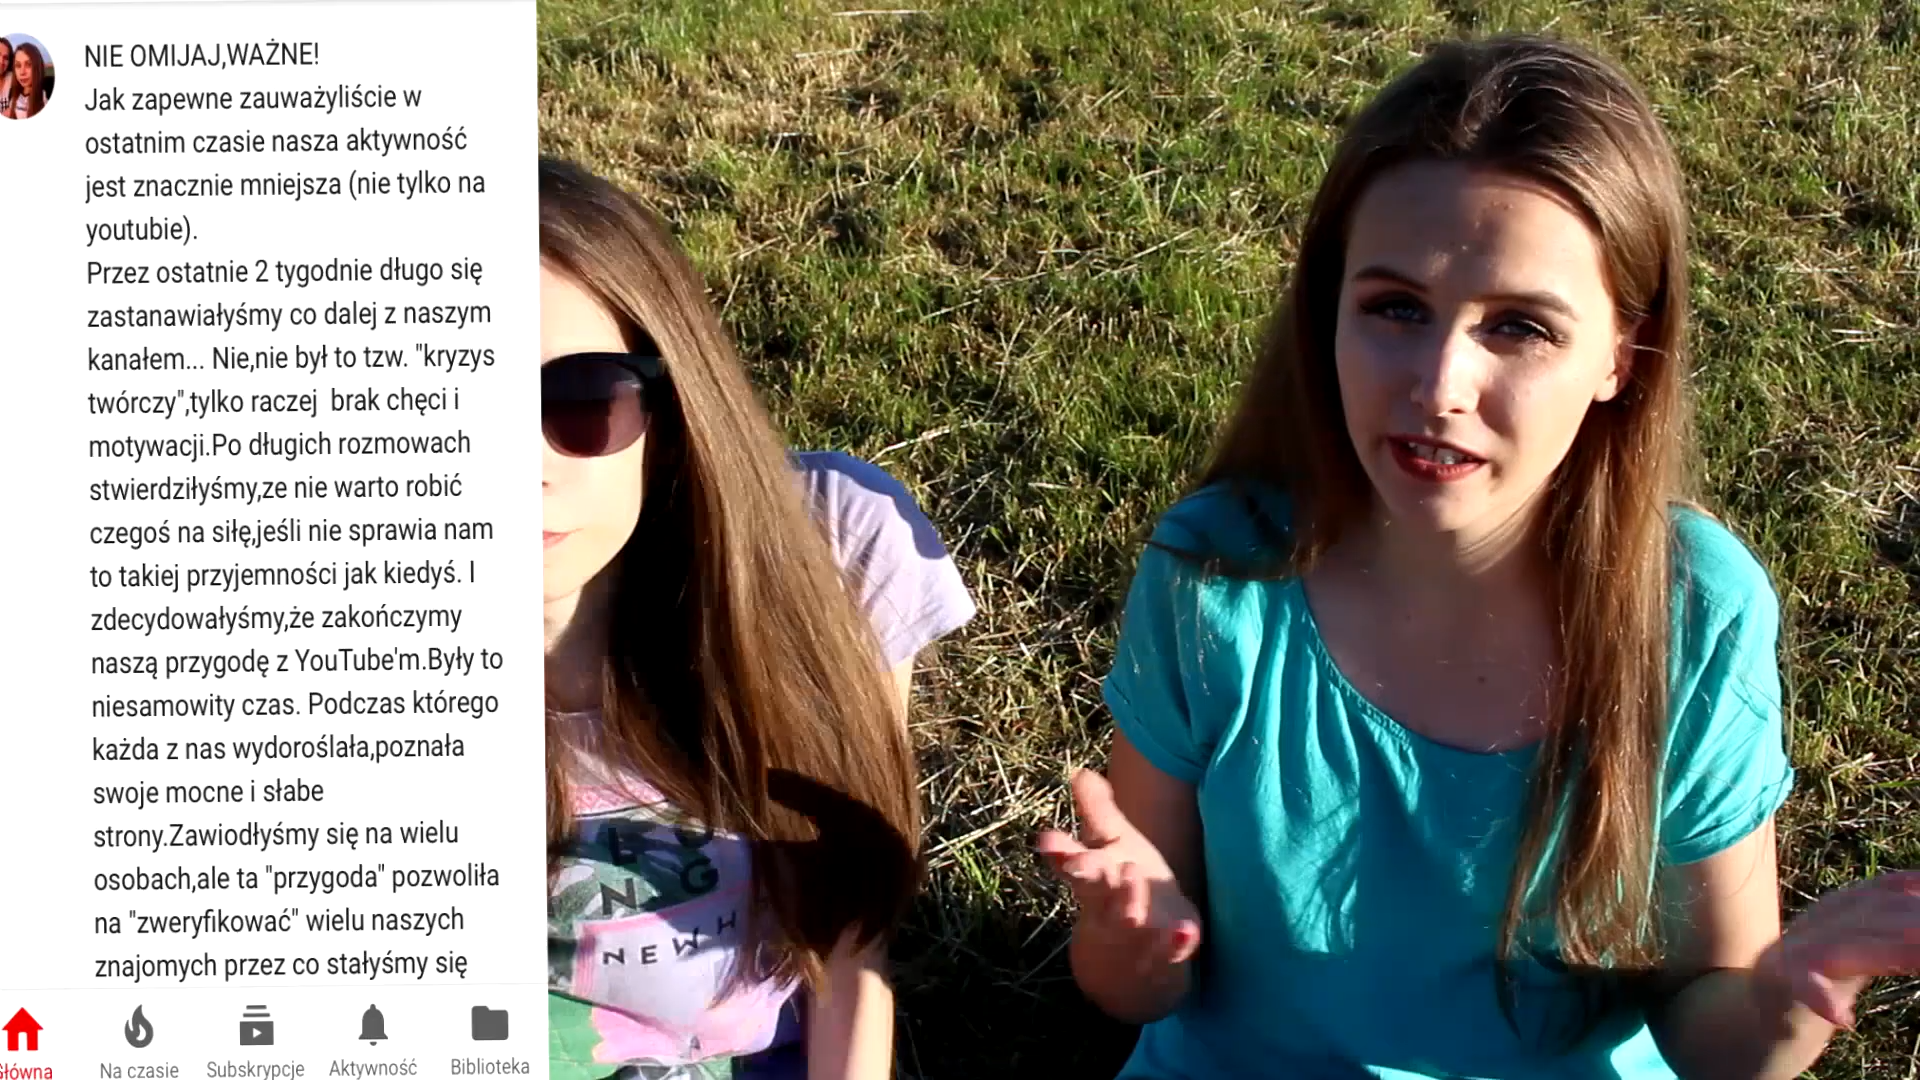 NIE OMIJAJ,WAŻNE!
Jak zapewne zauważyliście w
ostatnim czasie nasza aktywność
jest znacznie mniejsza (nie tylko na
youtubie).
Przez ostatnie 2 tygodnie długo się
zastanawiałyśmy co dalej z naszym
kanałem... Nie,nie był to tzw. "kryzys
twórczy",tylko raczej brak chęci i
motywacji.Po długich rozmowach
stwierdziłyśmy,ze nie warto robić
czegoś na siłę,jeśli nie sprawia nam
to takiej przyjemności jak kiedyś. I
zdecydowałyśmy,że zakończymy
naszą przygodę z YouTube'm.Były to
niesamowity czas. Podczas którego
każda z nas wydoroślała,poznała
swoje mocne i słabe
strony.Zawiodłyśmy się na wielu
osobach,ale ta "przygoda" pozwoliła
na "zweryfikować" wielu naszych
znajomych przez co stałyśmy się
Główna Na czasie Subskrypcje Aktywność Biblioteka
N G
NEW H